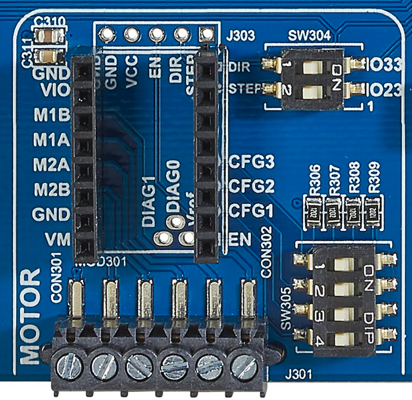 C310
C311
J303
SW304
GND
VCC
EN
DIR
STEP
GND
VIO
M1B
M1A
M2A
M2B
GND
VM
DIR
STEP
CFG3
CFG2
CFG1
EN
1
2
ON
IO33
IO23
1
DIAG1
DIAG0
Vref
MOD301
CON301
CON302
MOTOR
R306
R307
R308
R309
SW305
1
2
3
4
ON
DIP
J301